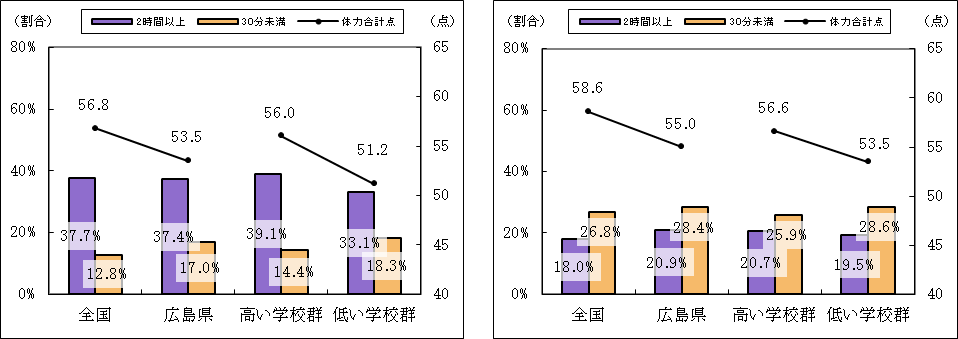 (割合) 2時間以上 30分未満 体力合計点 (点)
80% 65
60 56.8 56.0
60% 53.5 55
51.2
40% 50
37.7% 37.4% 39.1% 33.1%
20% 45
12.8% 17.0% 14.4% 18.3%
0% 40
全国 広島県 高い学校群 低い学校群
(割合) 2時間以上 30分未満 体力合計点 (点)
80% 65
58.6 60
60% 55.0 56.6 55
53.5
40% 50
26.8% 28.4% 25.9% 28.6%
20% 45
18.0% 20.9% 20.7% 19.5%
0% 40
全国 広島県 高い学校群 低い学校群